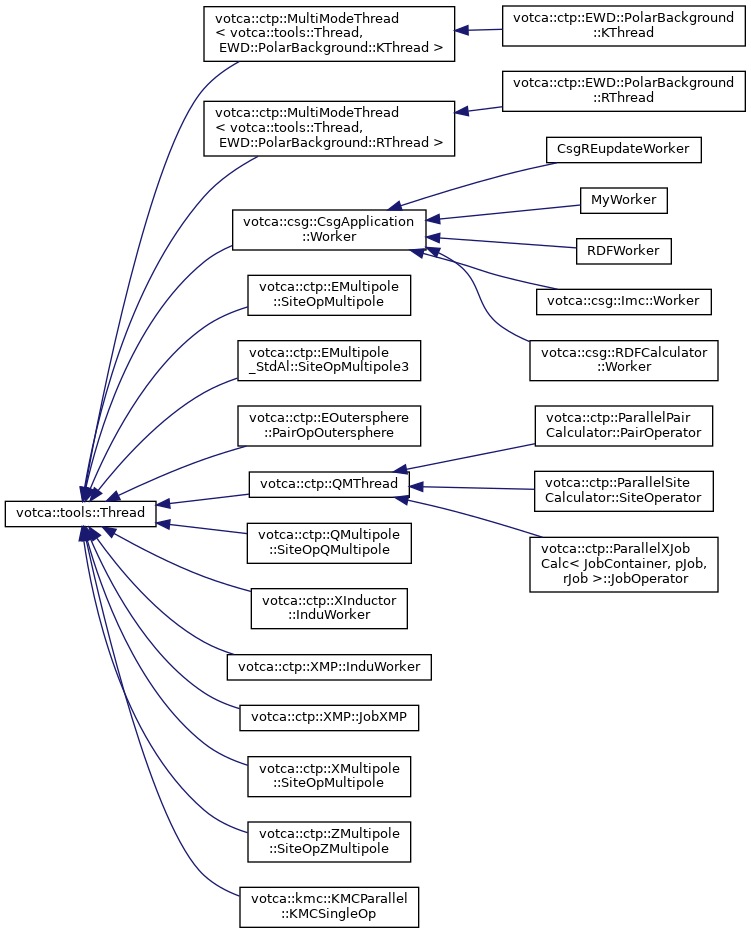 votca::ctp::MultiModeThread
< votca::tools::Thread,
EWD::PolarBackground::KThread >
votca::ctp::EWD::PolarBackground
::KThread
votca::ctp::MultiModeThread
< votca::tools::Thread,
EWD::PolarBackground::RThread >
votca::ctp::EWD::PolarBackground
::RThread
CsgREupdateWorker
MyWorker
votca::csg::CsgApplication
::Worker
RDFWorker
votca::csg::Imc::Worker
votca::csg::RDFCalculator
::Worker
votca::ctp::EMultipole
::SiteOpMultipole
votca::ctp::EMultipole
_StdAl::SiteOpMultipole3
votca::ctp::EOutersphere
::PairOpOutersphere
votca::ctp::ParallelPair
Calculator::PairOperator
votca::ctp::QMThread
votca::ctp::ParallelSite
Calculator::SiteOperator
votca::tools::Thread
votca::ctp::QMultipole
::SiteOpQMultipole
votca::ctp::ParallelXJob
Calc< JobContainer, pJob,
rJob >::JobOperator
votca::ctp::XInductor
::InduWorker
votca::ctp::XMP::InduWorker
votca::ctp::XMP::JobXMP
votca::ctp::XMultipole
::SiteOpMultipole
votca::ctp::ZMultipole
::SiteOpZMultipole
votca::kmc::KMCParallel
::KMCSingleOp